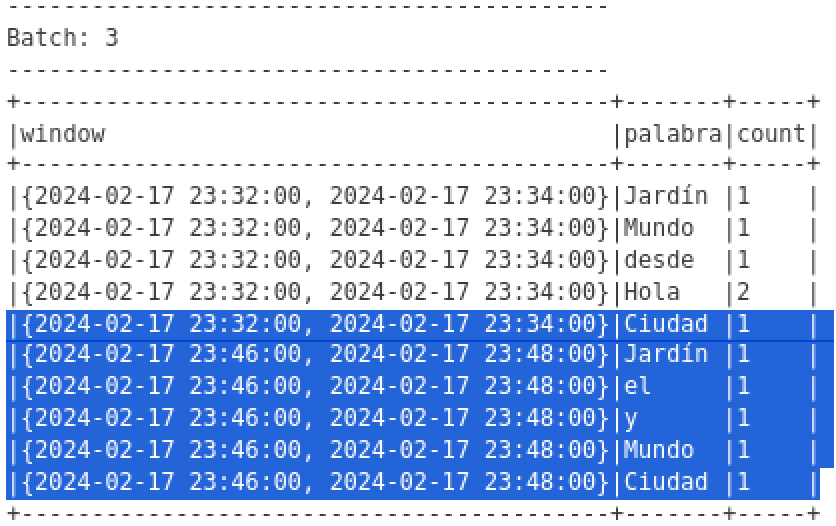 -------------------------------------------
Batch: 3
-------------------------------------------
+------------------------------------------+-------+-----+
|window                                    |palabra|count|
+------------------------------------------+-------+-----+
|{2024-02-17 23:32:00, 2024-02-17 23:34:00}|Jardín |1    |
|{2024-02-17 23:32:00, 2024-02-17 23:34:00}|Mundo  |1    |
|{2024-02-17 23:32:00, 2024-02-17 23:34:00}|desde  |1    |
|{2024-02-17 23:32:00, 2024-02-17 23:34:00}|Hola   |2    |
|{2024-02-17 23:32:00, 2024-02-17 23:34:00}|Ciudad |1    |
|{2024-02-17 23:46:00, 2024-02-17 23:48:00}|Jardín |1    |
|{2024-02-17 23:46:00, 2024-02-17 23:48:00}|el     |1    |
|{2024-02-17 23:46:00, 2024-02-17 23:48:00}|y      |1    |
|{2024-02-17 23:46:00, 2024-02-17 23:48:00}|Mundo  |1    |
|{2024-02-17 23:46:00, 2024-02-17 23:48:00}|Ciudad |1    |
+------------------------------------------+-------+-----+